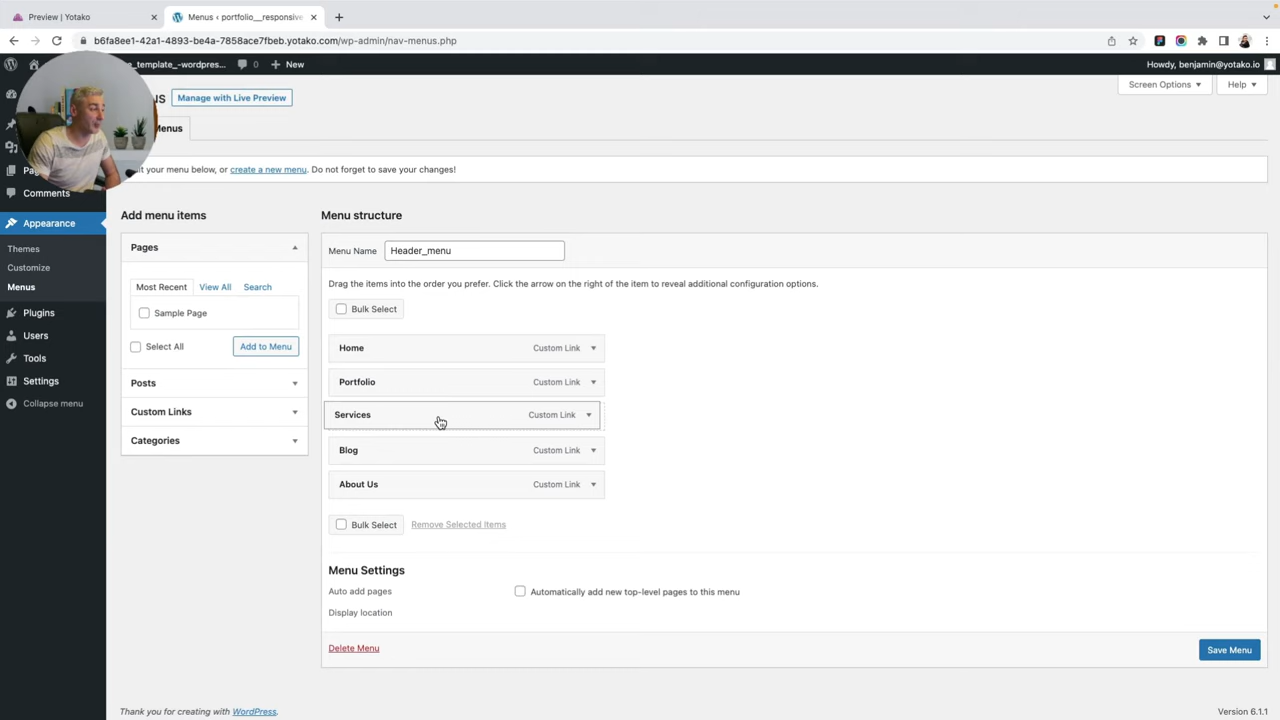 Preview | Yotako
Menus ‹ portfolio__responsive
b6fa8ee1-42a1-4893-be4a-7858ace7fbeb.yotako.com/wp-admin/nav-menus.php
e_template_-wordpress... 0 New
Howdy, benjamin@yotako.io
Screen Options
Help
Manage with Live Preview
Menus
your menu below, or create a new menu. Do not forget to save your changes!
Comments
Appearance
Themes
Customize
Menus
Plugins
Users
Tools
Settings
Collapse menu
Add menu items
Pages
Most Recent View All Search
Sample Page
Select All Add to Menu
Posts
Custom Links
Categories
Menu structure
Menu Name Header_menu
Drag the items into the order you prefer. Click the arrow on the right of the item to reveal additional configuration options.
Bulk Select
Home Custom Link
Portfolio Custom Link
Services Custom Link
Blog Custom Link
About Us Custom Link
Bulk Select Remove Selected Items
Menu Settings
Auto add pages Automatically add new top-level pages to this menu
Display location
Delete Menu
Save Menu
Thank you for creating with WordPress.
Version 6.1.1